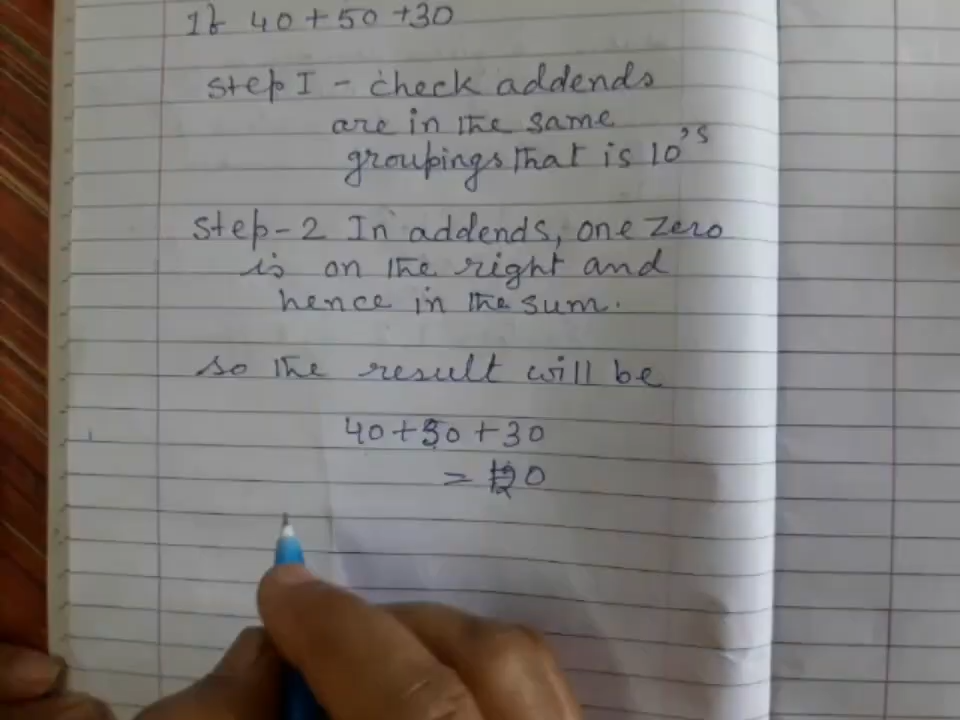 If 40+50+30
Step I - check addends
are in the same
groupings that is 10's
Step-2 In addends, one zero
is on the right and
hence in the sum.
so the result will be
40+50+30
= 120